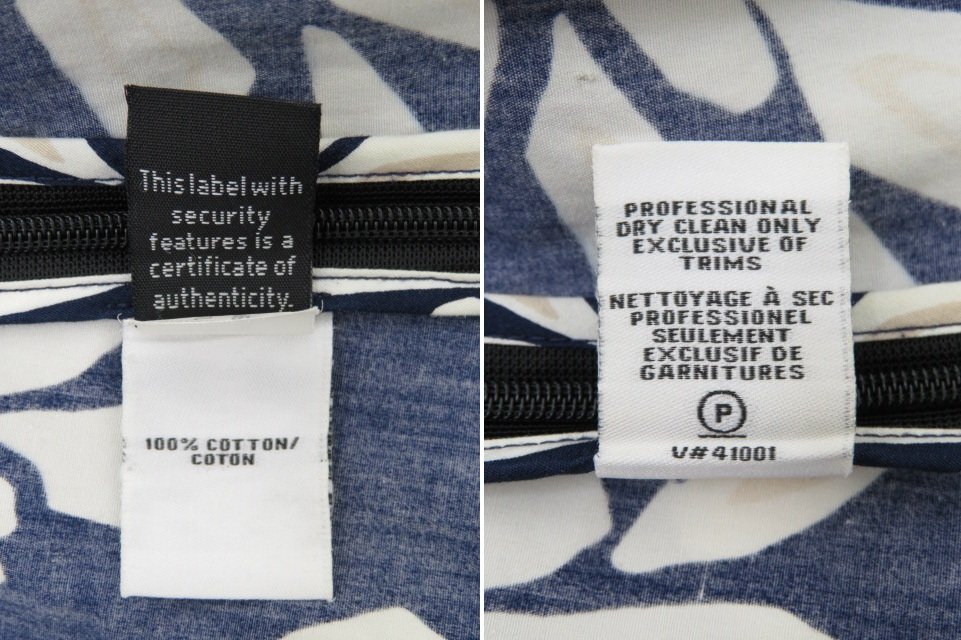 This label with
security
features is a
certificate of
authenticity.
100% COTTON/
COTON
PROFESSIONAL
DRY CLEAN ONLY
EXCLUSIVE OF
TRIMS
NETTOYAGE À SEC
PROFESSIONEL
SEULEMENT
EXCLUSIF DE
GARNITURES
P
V#41001